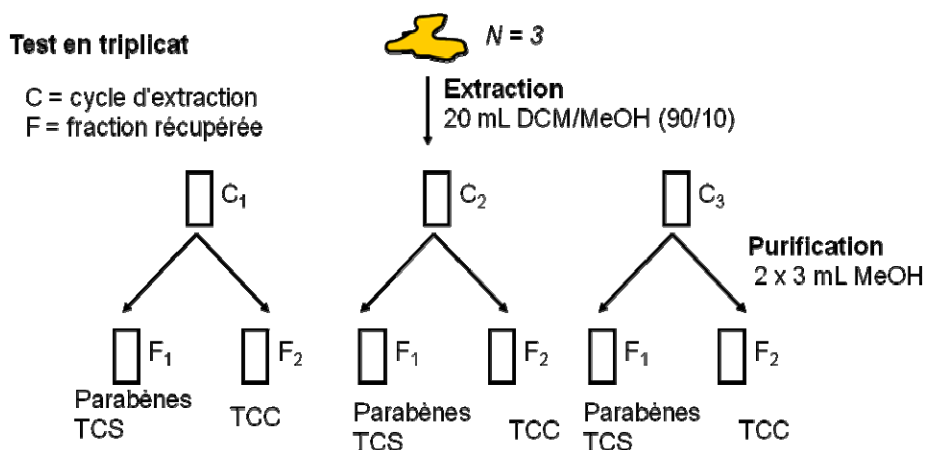 Test en triplicat
N = 3
C = cycle d'extraction
F = fraction récupérée
Extraction
20 mL DCM/MeOH (90/10)
C₁
C₂
C₃
Purification
2 x 3 mL MeOH
F₁
F₂
F₁
F₂
F₁
F₂
Parabènes
TCS
TCC
Parabènes
TCS
TCC
Parabènes
TCS
TCC